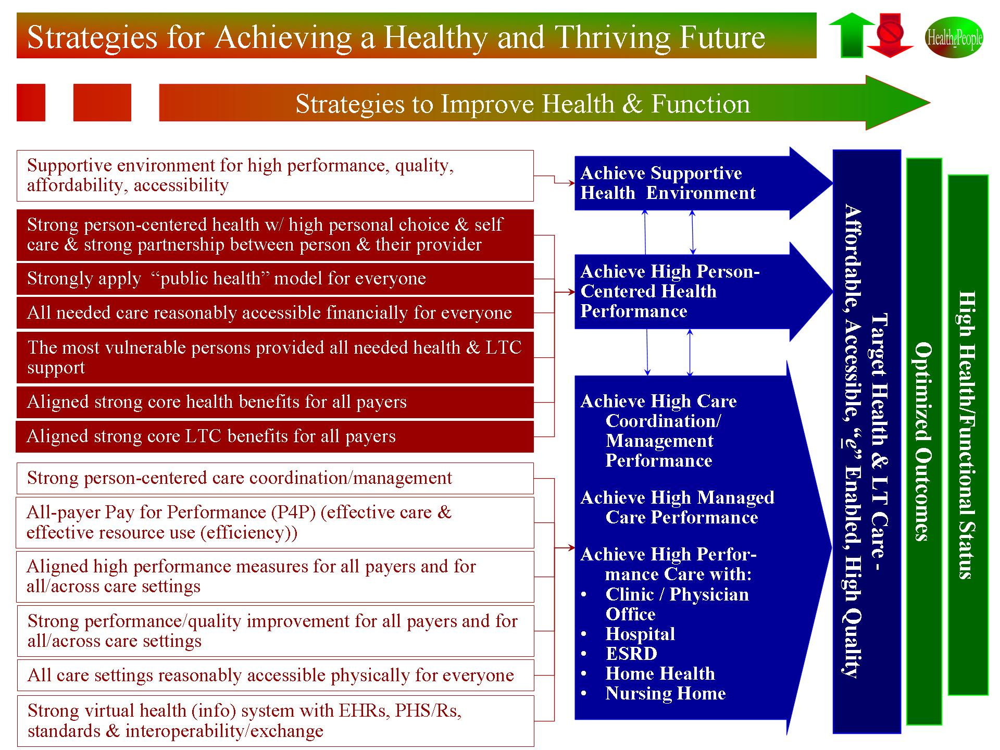 Strategies for Achieving a Healthy and Thriving Future
HealthePeople
Strategies to Improve Health & Function
Supportive environment for high performance, quality,
affordability, accessibility
Strong person-centered health w/ high personal choice & self
care & strong partnership between person & their provider
Strongly apply “public health” model for everyone
All needed care reasonably accessible financially for everyone
The most vulnerable persons provided all needed health & LTC
support
Aligned strong core health benefits for all payers
Aligned strong core LTC benefits for all payers
Strong person-centered care coordination/management
All-payer Pay for Performance (P4P) (effective care &
effective resource use (efficiency))
Aligned high performance measures for all payers and for
all/across care settings
Strong performance/quality improvement for all payers and for
all/across care settings
All care settings reasonably accessible physically for everyone
Strong virtual health (info) system with EHRs, PHS/Rs,
standards & interoperability/exchange
Achieve Supportive
Health Environment
Achieve High Person-
Centered Health
Performance
Achieve High Care
Coordination/
Management
Performance
Achieve High Managed
Care Performance
Achieve High Perfor-
mance Care with:
• Clinic / Physician
Office
• Hospital
• ESRD
• Home Health
• Nursing Home
Target Health & LT Care -
Affordable, Accessible, “e” Enabled, High Quality
Optimized Outcomes
High Health/Functional Status